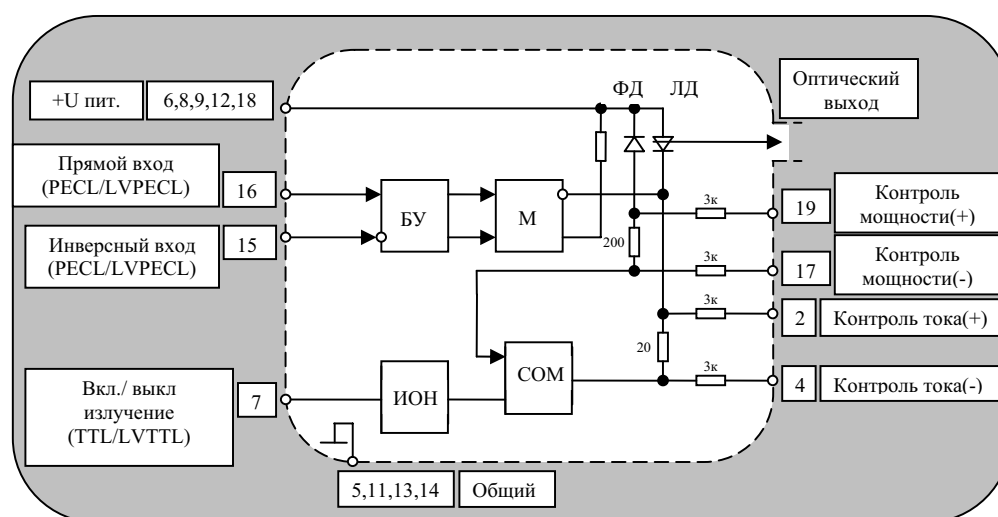 +U пит.
6,8,9,12,18
ФД
ЛД
Оптический
выход
Прямой вход
(PECL/LVPECL)
16
БУ
М
3к
19
Контроль
мощности(+)
Инверсный вход
(PECL/LVPECL)
15
200
3к
17
Контроль
мощности(-)
3к
2
Контроль тока(+)
20
Вкл./ выкл
излучение
(TTL/LVTTL)
7
ИОН
СОМ
3к
4
Контроль тока(-)
5,11,13,14
Общий